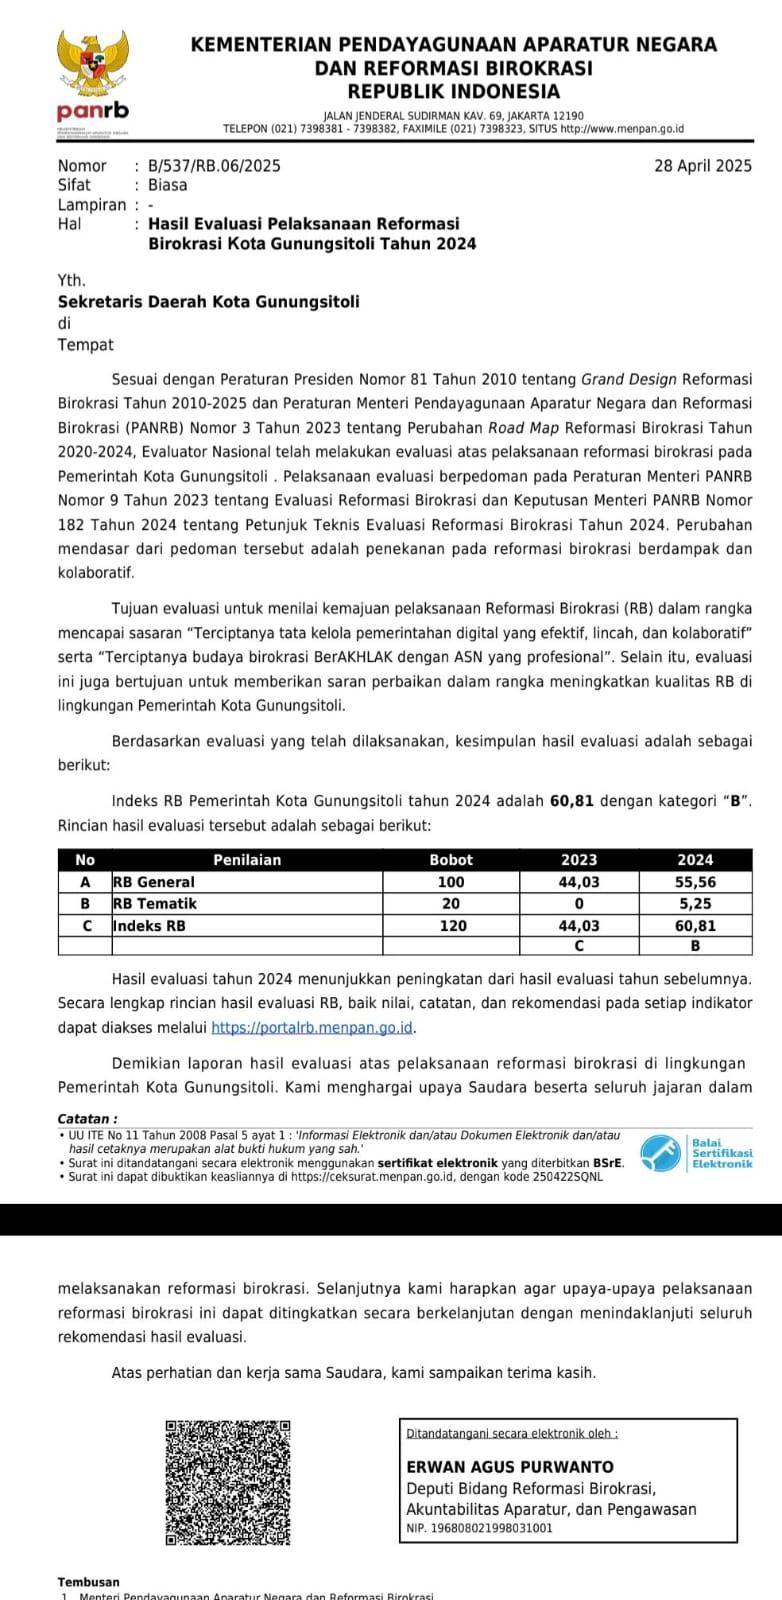 KEMENTERIAN PENDAYAGUNAAN APARATUR NEGARA
DAN REFORMASI BIROKRASI
REPUBLIK INDONESIA
panrb
JALAN JENDERAL SUDIRMAN KAV. 69, JAKARTA 12190
TELEPON (021) 7398381 - 7398382, FAXIMILE (021) 7398323, SITUS http://www.menpan.go.id
Nomor : B/537/RB.06/2025 28 April 2025
Sifat : Biasa
Lampiran : -
Hal : Hasil Evaluasi Pelaksanaan Reformasi
Birokrasi Kota Gunungsitoli Tahun 2024
Yth.
Sekretaris Daerah Kota Gunungsitoli
di
Tempat
Sesuai dengan Peraturan Presiden Nomor 81 Tahun 2010 tentang Grand Design Reformasi
Birokrasi Tahun 2010-2025 dan Peraturan Menteri Pendayagunaan Aparatur Negara dan Reformasi
Birokrasi (PANRB) Nomor 3 Tahun 2023 tentang Perubahan Road Map Reformasi Birokrasi Tahun
2020-2024, Evaluator Nasional telah melakukan evaluasi atas pelaksanaan reformasi birokrasi pada
Pemerintah Kota Gunungsitoli . Pelaksanaan evaluasi berpedoman pada Peraturan Menteri PANRB
Nomor 9 Tahun 2023 tentang Evaluasi Reformasi Birokrasi dan Keputusan Menteri PANRB Nomor
182 Tahun 2024 tentang Petunjuk Teknis Evaluasi Reformasi Birokrasi Tahun 2024. Perubahan
mendasar dari pedoman tersebut adalah penekanan pada reformasi birokrasi berdampak dan
kolaboratif.
Tujuan evaluasi untuk menilai kemajuan pelaksanaan Reformasi Birokrasi (RB) dalam rangka
mencapai sasaran “Terciptanya tata kelola pemerintahan digital yang efektif, lincah, dan kolaboratif”
serta “Terciptanya budaya birokrasi BerAKHLAK dengan ASN yang profesional”. Selain itu, evaluasi
ini juga bertujuan untuk memberikan saran perbaikan dalam rangka meningkatkan kualitas RB di
lingkungan Pemerintah Kota Gunungsitoli.
Berdasarkan evaluasi yang telah dilaksanakan, kesimpulan hasil evaluasi adalah sebagai
berikut:
Indeks RB Pemerintah Kota Gunungsitoli tahun 2024 adalah 60,81 dengan kategori “B”.
Rincian hasil evaluasi tersebut adalah sebagai berikut:
No Penilaian Bobot 2023 2024
A RB General 100 44,03 55,56
B RB Tematik 20 0 5,25
C Indeks RB 120 44,03 60,81
C B
Hasil evaluasi tahun 2024 menunjukkan peningkatan dari hasil evaluasi tahun sebelumnya.
Secara lengkap rincian hasil evaluasi RB, baik nilai, catatan, dan rekomendasi pada setiap indikator
dapat diakses melalui https://portalrb.menpan.go.id.
Demikian laporan hasil evaluasi atas pelaksanaan reformasi birokrasi di lingkungan
Pemerintah Kota Gunungsitoli. Kami menghargai upaya Saudara beserta seluruh jajaran dalam
Catatan :
• UU ITE No 11 Tahun 2008 Pasal 5 ayat 1 : 'Informasi Elektronik dan/atau Dokumen Elektronik dan/atau
hasil cetaknya merupakan alat bukti hukum yang sah.'
• Surat ini ditandatangani secara elektronik menggunakan sertifikat elektronik yang diterbitkan BSrE.
• Surat ini dapat dibuktikan keasliannya di https://ceksurat.menpan.go.id, dengan kode 250422SQNL
Balai
Sertifikasi
Elektronik
melaksanakan reformasi birokrasi. Selanjutnya kami harapkan agar upaya-upaya pelaksanaan
reformasi birokrasi ini dapat ditingkatkan secara berkelanjutan dengan menindaklanjuti seluruh
rekomendasi hasil evaluasi.
Atas perhatian dan kerja sama Saudara, kami sampaikan terima kasih.
Ditandatangani secara elektronik oleh :
ERWAN AGUS PURWANTO
Deputi Bidang Reformasi Birokrasi,
Akuntabilitas Aparatur, dan Pengawasan
NIP. 196808021998031001
Tembusan
1. Menteri Pendayagunaan Aparatur Negara dan Reformasi Birokrasi